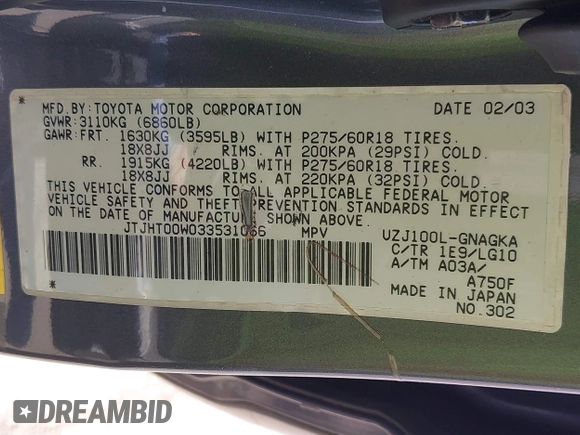 MFD.BY:TOYOTA MOTOR CORPORATION DATE 02/03
GVWR:3110KG (6860LB)
GAWR:FRT. 1630KG (3595LB) WITH P275/60R18 TIRES.
18X8JJ RIMS. AT 200KPA (29PSI) COLD.
RR. 1915KG (4220LB) WITH P275/60R18 TIRES.
18X8JJ RIMS. AT 220KPA (32PSI) COLD.
THIS VEHICLE CONFORMS TO ALL APPLICABLE FEDERAL MOTOR
VEHICLE SAFETY AND THEFT PREVENTION STANDARDS IN EFFECT
ON THE DATE OF MANUFACTURE SHOWN ABOVE.
JTJHT00W033531066 MPV UZJ100L-GNAGKA
C/TR 1E9/LG10
A/TM A03A/
A750F
MADE IN JAPAN
NO.302
DREAMBID